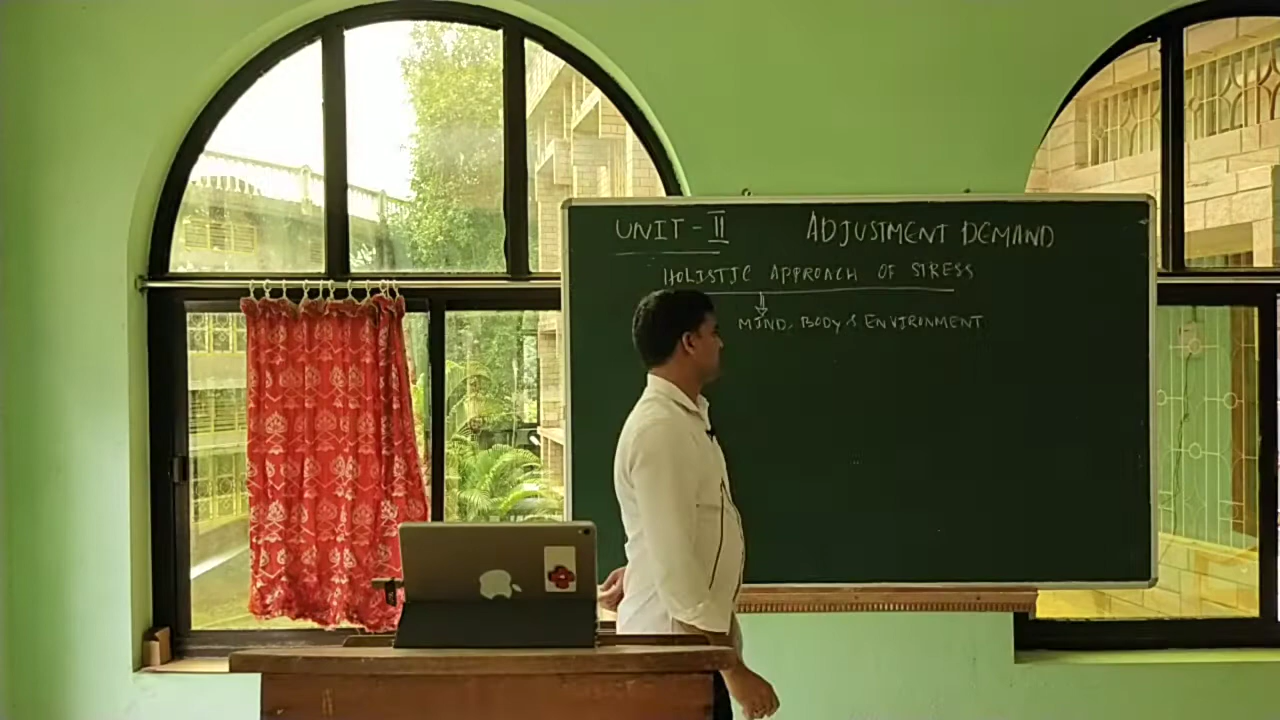 UNIT - II ADJUSTMENT DEMAND
HOLISTIC APPROACH OF STRESS
MIND, BODY & ENVIRONMENT